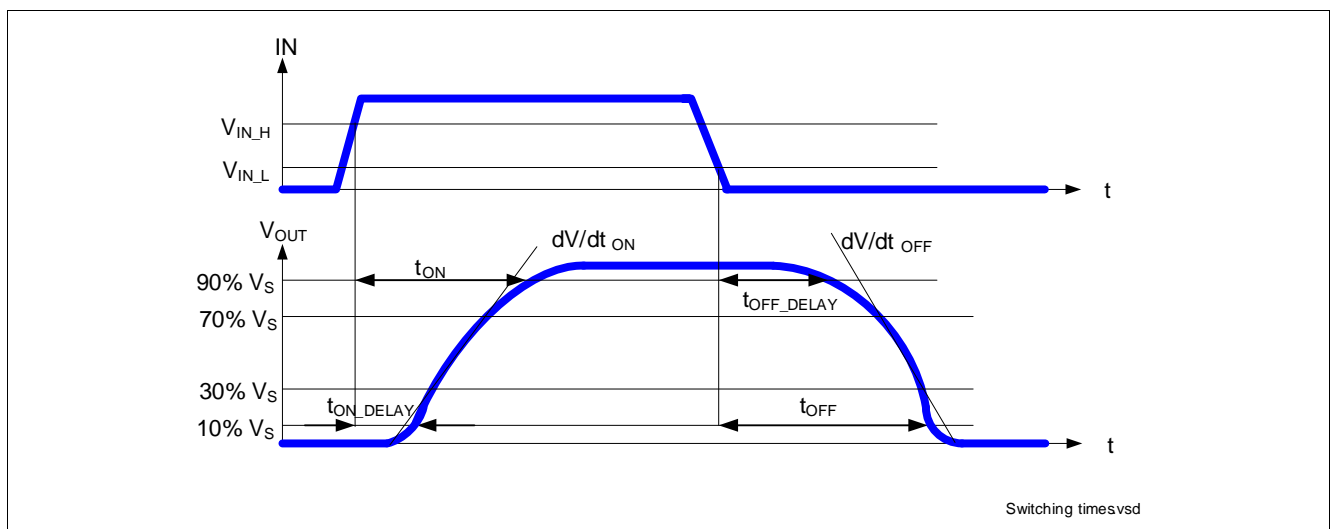 IN
V_IN_H
V_IN_L
t
V_OUT
dV/dt ON
dV/dt OFF
90% V_S
t_ON
t_OFF_DELAY
70% V_S
30% V_S
t_ON_DELAY
t_OFF
10% V_S
t
Switching times.vsd